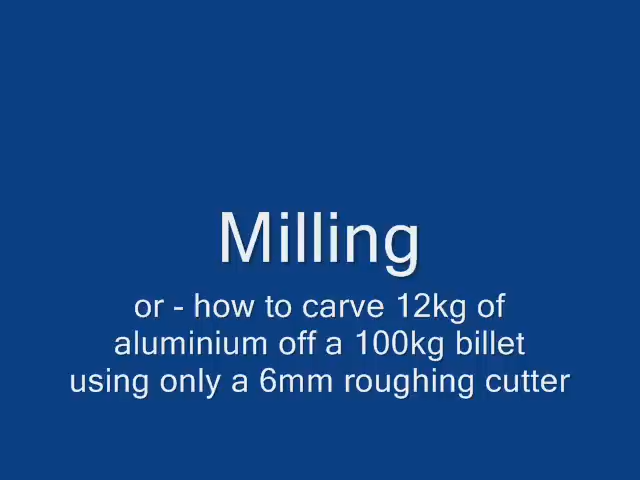 Milling
or - how to carve 12kg of
aluminium off a 100kg billet
using only a 6mm roughing cutter